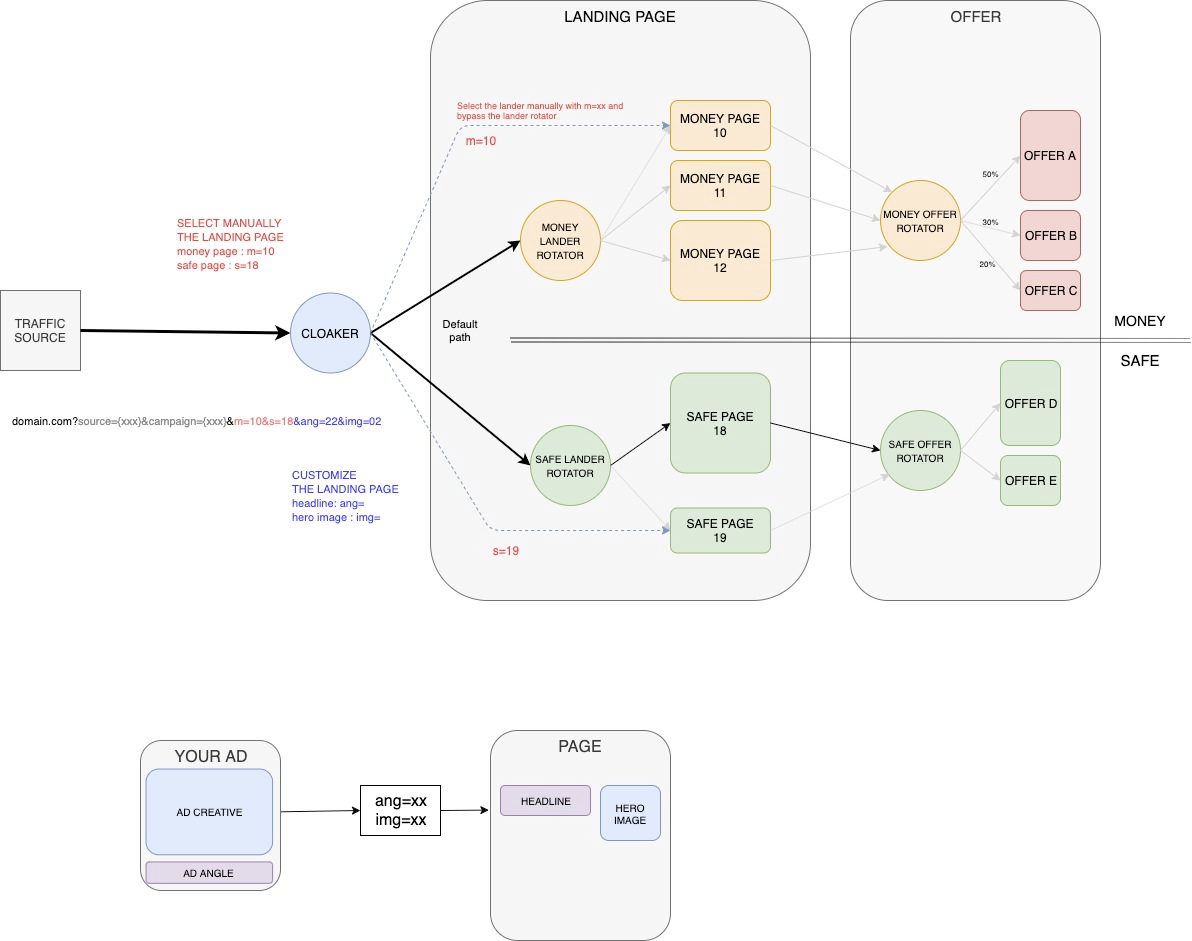 LANDING PAGE
OFFER
Select the lander manually with m=xx and
bypass the lander rotator
m=10
MONEY PAGE
10
MONEY PAGE
11
MONEY PAGE
12
MONEY
LANDER
ROTATOR
MONEY OFFER
ROTATOR
50%
30%
20%
OFFER A
OFFER B
OFFER C
SELECT MANUALLY
THE LANDING PAGE
money page : m=10
safe page : s=18
TRAFFIC
SOURCE
CLOAKER
Default
path
MONEY
SAFE
domain.com?source={xxx}&campaign={xxx}&m=10&s=18&ang=22&img=02
CUSTOMIZE
THE LANDING PAGE
headline: ang=
hero image : img=
SAFE LANDER
ROTATOR
SAFE PAGE
18
SAFE PAGE
19
s=19
SAFE OFFER
ROTATOR
OFFER D
OFFER E
YOUR AD
AD CREATIVE
AD ANGLE
ang=xx
img=xx
PAGE
HEADLINE
HERO
IMAGE